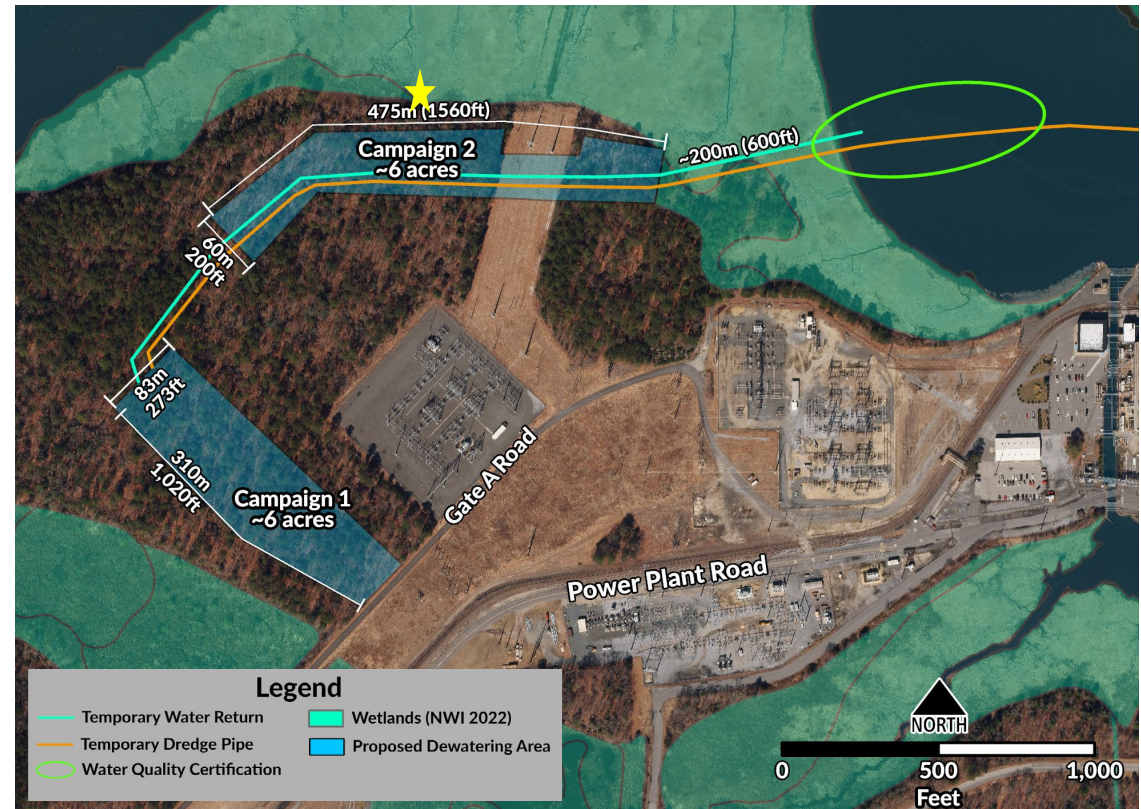 475m (1560ft)
Campaign 2
~6 acres
~200m (600ft)
60m
200ft
83m
273ft
310m
1,020ft
Campaign 1
~6 acres
Gate A Road
Power Plant Road
Legend
Temporary Water Return
Wetlands (NWI 2022)
Temporary Dredge Pipe
Proposed Dewatering Area
Water Quality Certification
NORTH
0 500 1,000
Feet